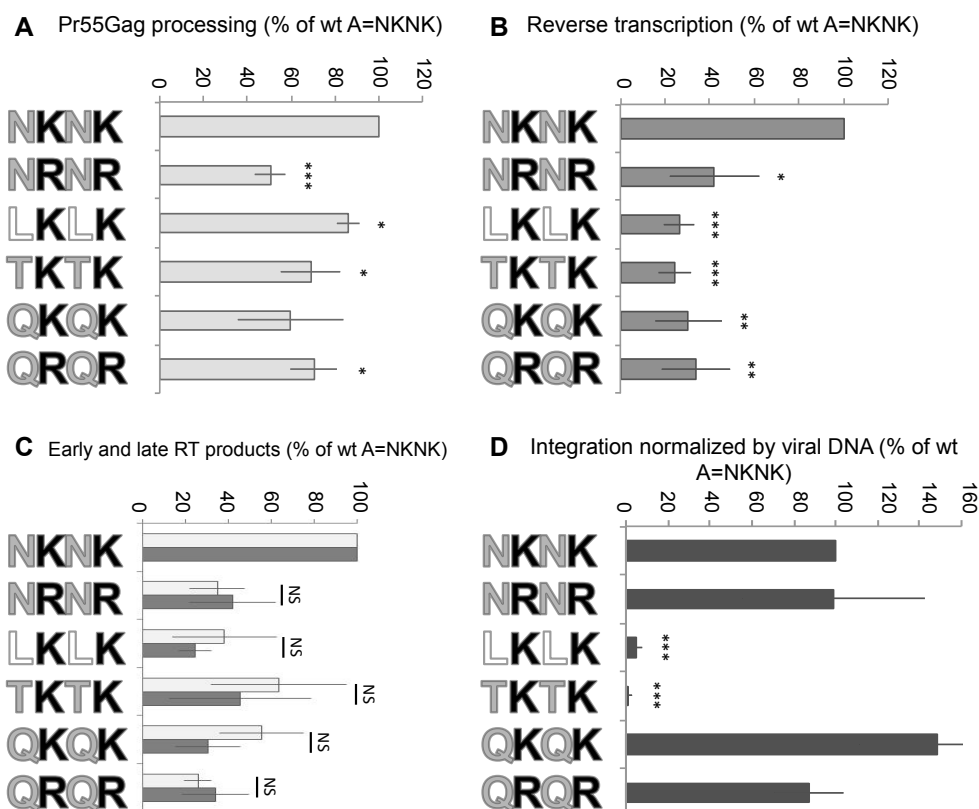 A Pr55Gag processing (% of wt A=NKNK)
0 20 40 60 80 100 120
NKNK
NRNR ***
LKLK *
TKTK *
QKQK
QRQR *
B Reverse transcription (% of wt A=NKNK)
0 20 40 60 80 100 120
NKNK
NRNR *
LKLK ***
TKTK ***
QKQK **
QRQR **
C Early and late RT products (% of wt A=NKNK)
0 20 40 60 80 100
NKNK
NRNR NS
LKLK NS
TKTK NS
QKQK NS
QRQR NS
D Integration normalized by viral DNA (% of wt
A=NKNK)
0 20 40 60 80 100 120 140 160
NKNK
NRNR
LKLK ***
TKTK ***
QKQK
QRQR